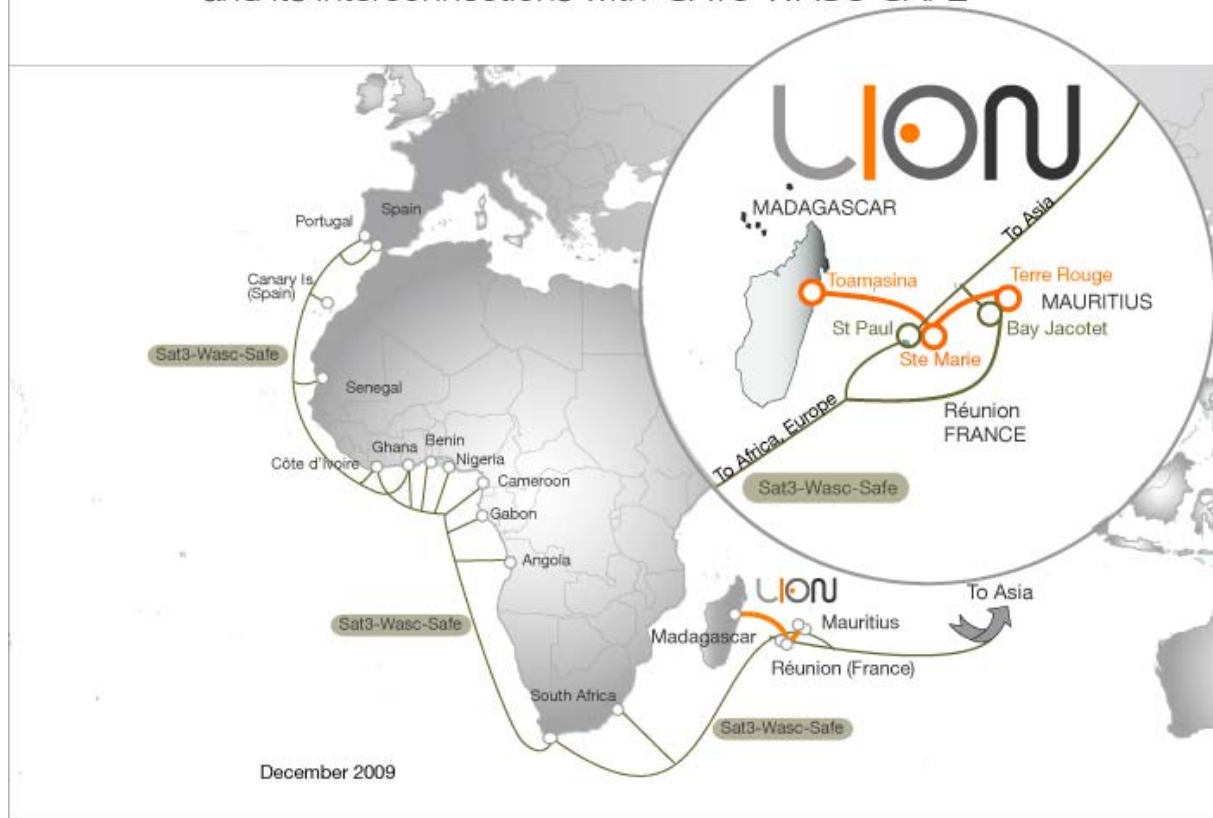 LION
MADAGASCAR
To Asia
Toamasina
Terre Rouge
MAURITIUS
St Paul
Bay Jacotet
Ste Marie
Réunion
FRANCE
To Africa, Europe
Sat3-Wasc-Safe
Spain
Portugal
Canary Is.
(Spain)
Sat3-Wasc-Safe
Senegal
Ghana
Benin
Côte d'Ivoire
Nigeria
Cameroon
Gabon
Angola
Sat3-Wasc-Safe
LION
To Asia
Mauritius
Madagascar
Réunion (France)
South Africa
Sat3-Wasc-Safe
December 2009